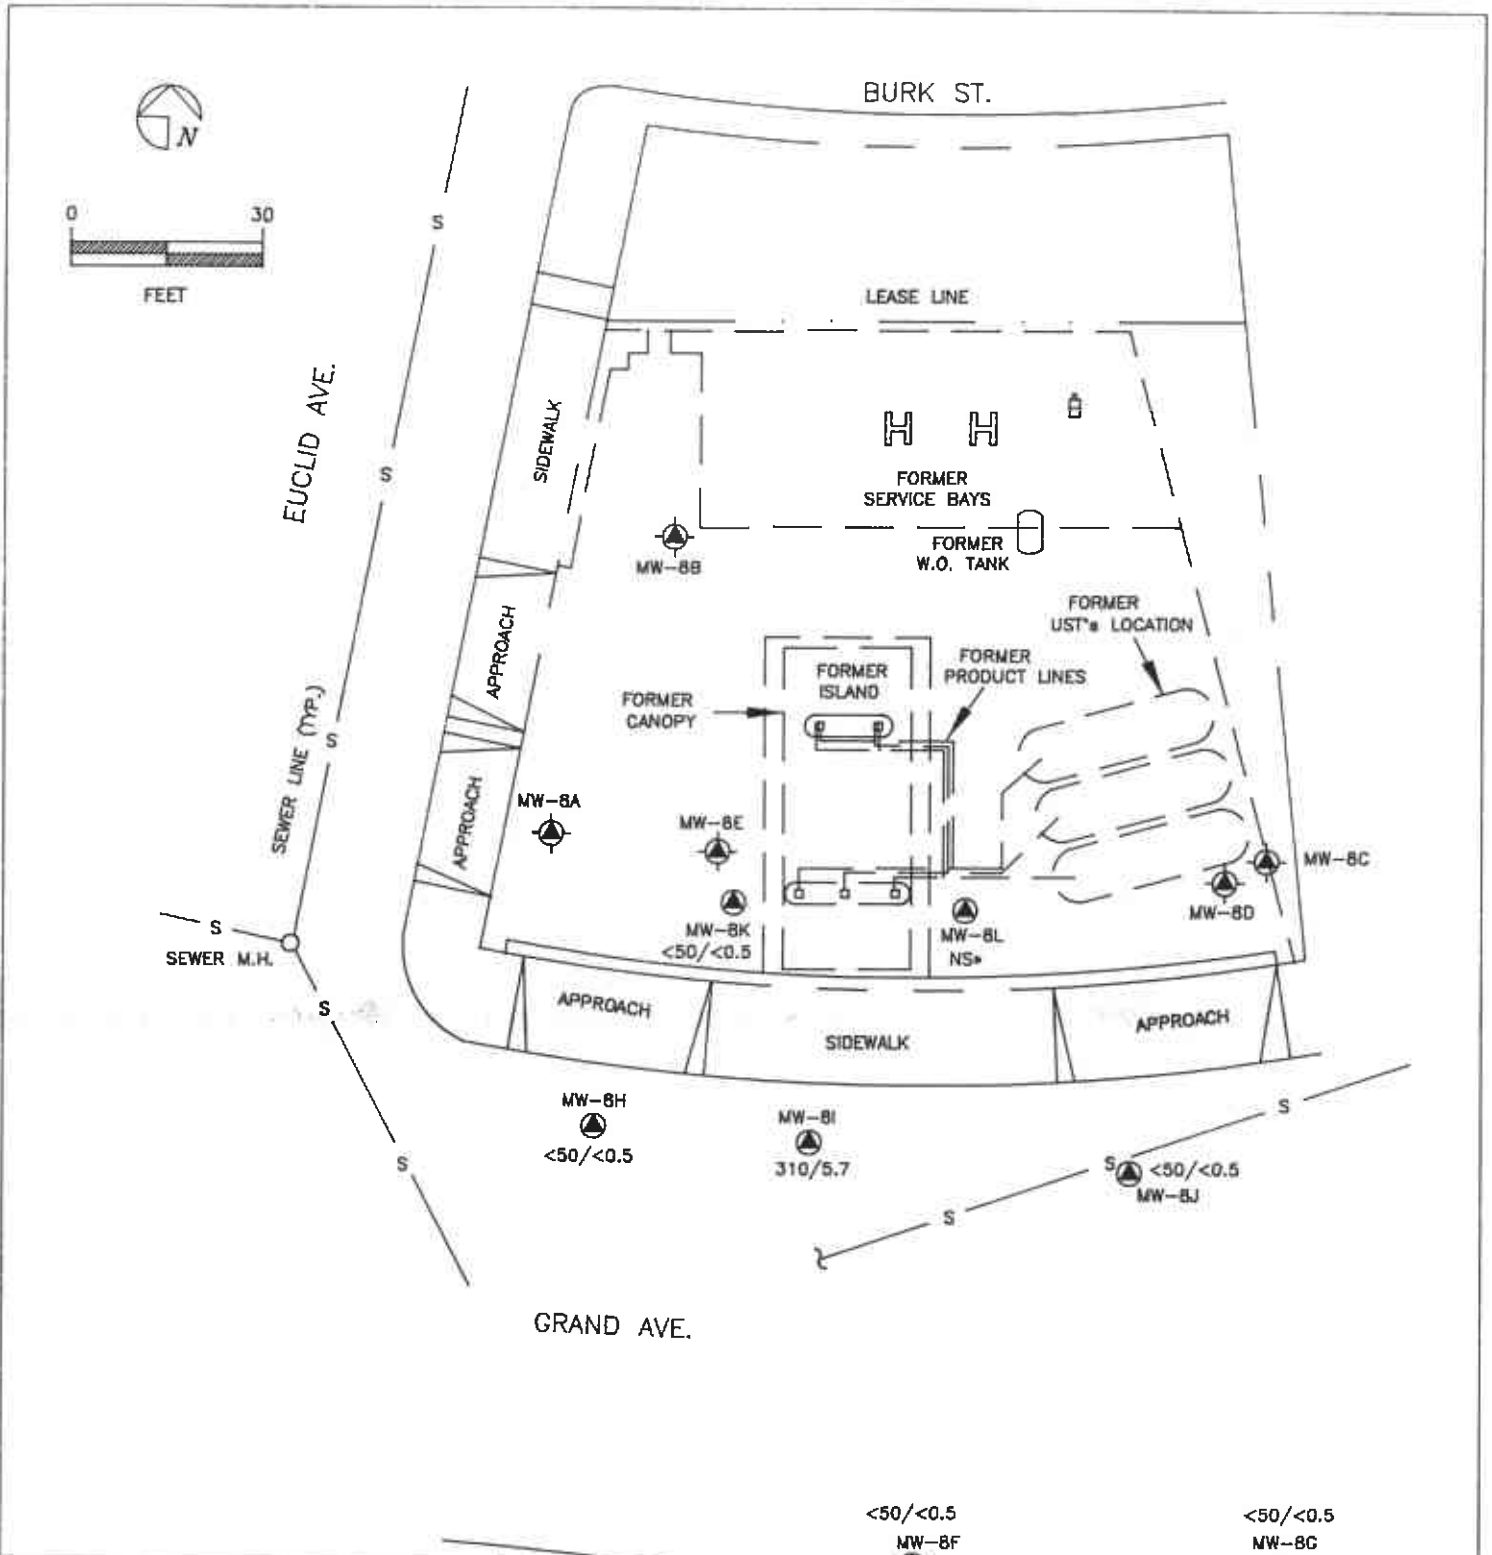 BURK ST.
N
0 30
FEET
LEASE LINE
EUCLID AVE.
SIDEWALK
FORMER
SERVICE BAYS
FORMER
W.O. TANK
MW-8B
FORMER
UST's LOCATION
APPROACH
FORMER
PRODUCT LINES
FORMER
ISLAND
FORMER
CANOPY
SEWER LINE (TYP.)
S
S
S
APPROACH
MW-8A
MW-8E
MW-8C
MW-8D
MW-8K
<50/<0.5
MW-8L
NS*
S
SEWER M.H.
S
APPROACH
SIDEWALK
APPROACH
MW-8H
<50/<0.5
MW-8I
310/5.7
S
S
S
<50/<0.5
MW-8J
S
GRAND AVE.
<50/<0.5
MW-8F
<50/<0.5
MW-8G